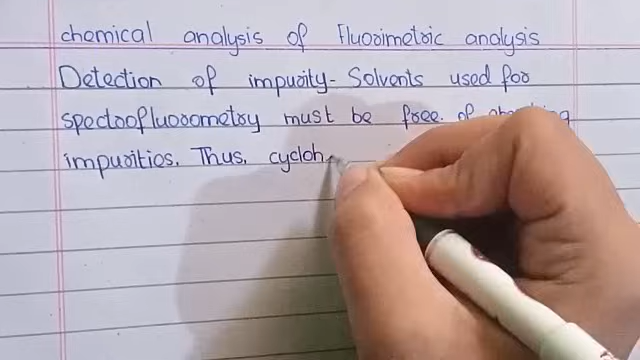 chemical analysis of Fluorimetric analysis
Detection of impurity - Solvents used for
spectrofluorometry must be free of
impurities. Thus, cycloh